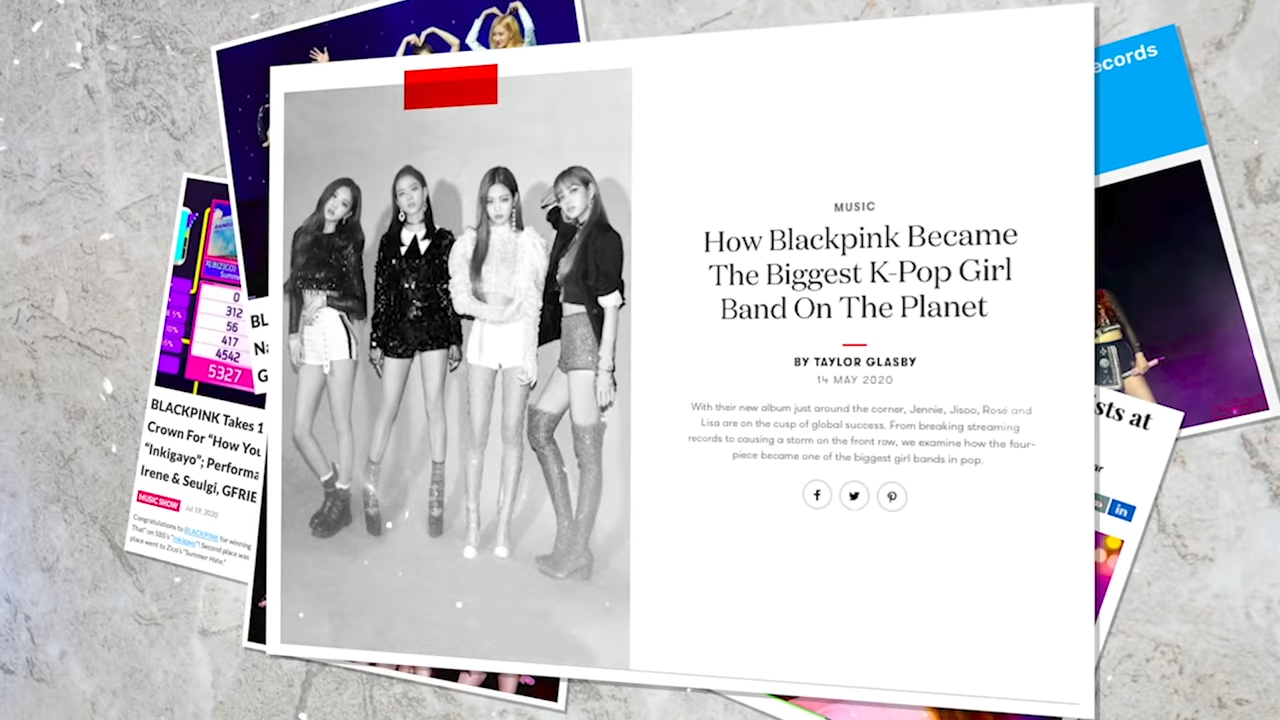 ecords
MUSIC
How Blackpink Became
The Biggest K-Pop Girl
Band On The Planet
BY TAYLOR GLASBY
14 MAY 2020
With their new album just around the corner, Jennie, Jisoo, Rosé and
Lisa are on the cusp of global success. From breaking streaming
records to causing a storm on the front row, we examine how the four-
piece became one of the biggest girl bands in pop.
0
312
56
417
4542
5327
BL
Na
G
BLACKPINK Takes 1
Crown For "How You
"Inkigayo"; Performa
Irene & Seulgi, GFRIE
MUSIC SHOW Jul 19, 2020
Congratulations to BLACKPINK for winning
That" on SBS's "Inkigayo"! Second place was
place went to Zico's "Summer Hate."
sts at
ar
in